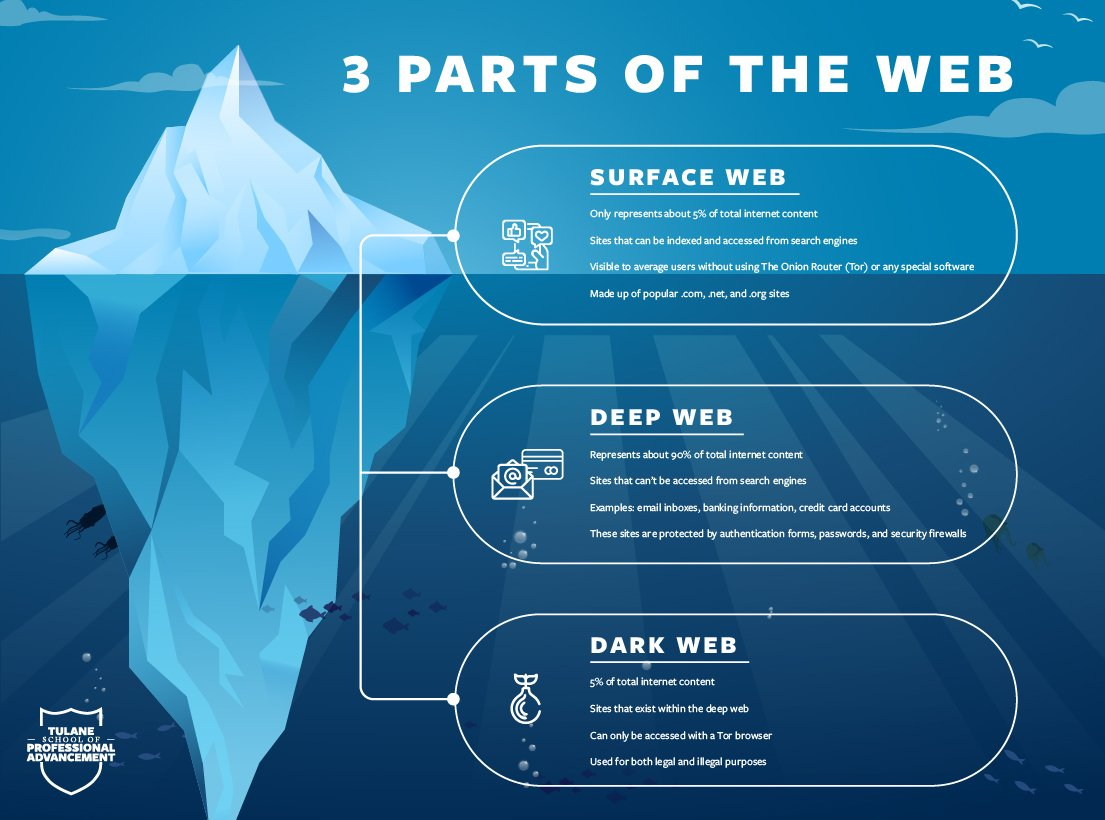 3 PARTS OF THE WEB
SURFACE WEB
Only represents about 5% of total internet content
Sites that can be indexed and accessed from search engines
Visible to average users without using The Onion Router (Tor) or any special software
Made up of popular .com, .net, and .org sites
DEEP WEB
Represents about 90% of total internet content
Sites that can't be accessed from search engines
Examples: email inboxes, banking information, credit card accounts
These sites are protected by authentication forms, passwords, and security firewalls
DARK WEB
5% of total internet content
Sites that exist within the deep web
Can only be accessed with a Tor browser
Used for both legal and illegal purposes
TULANE
SCHOOL OF
PROFESSIONAL
ADVANCEMENT